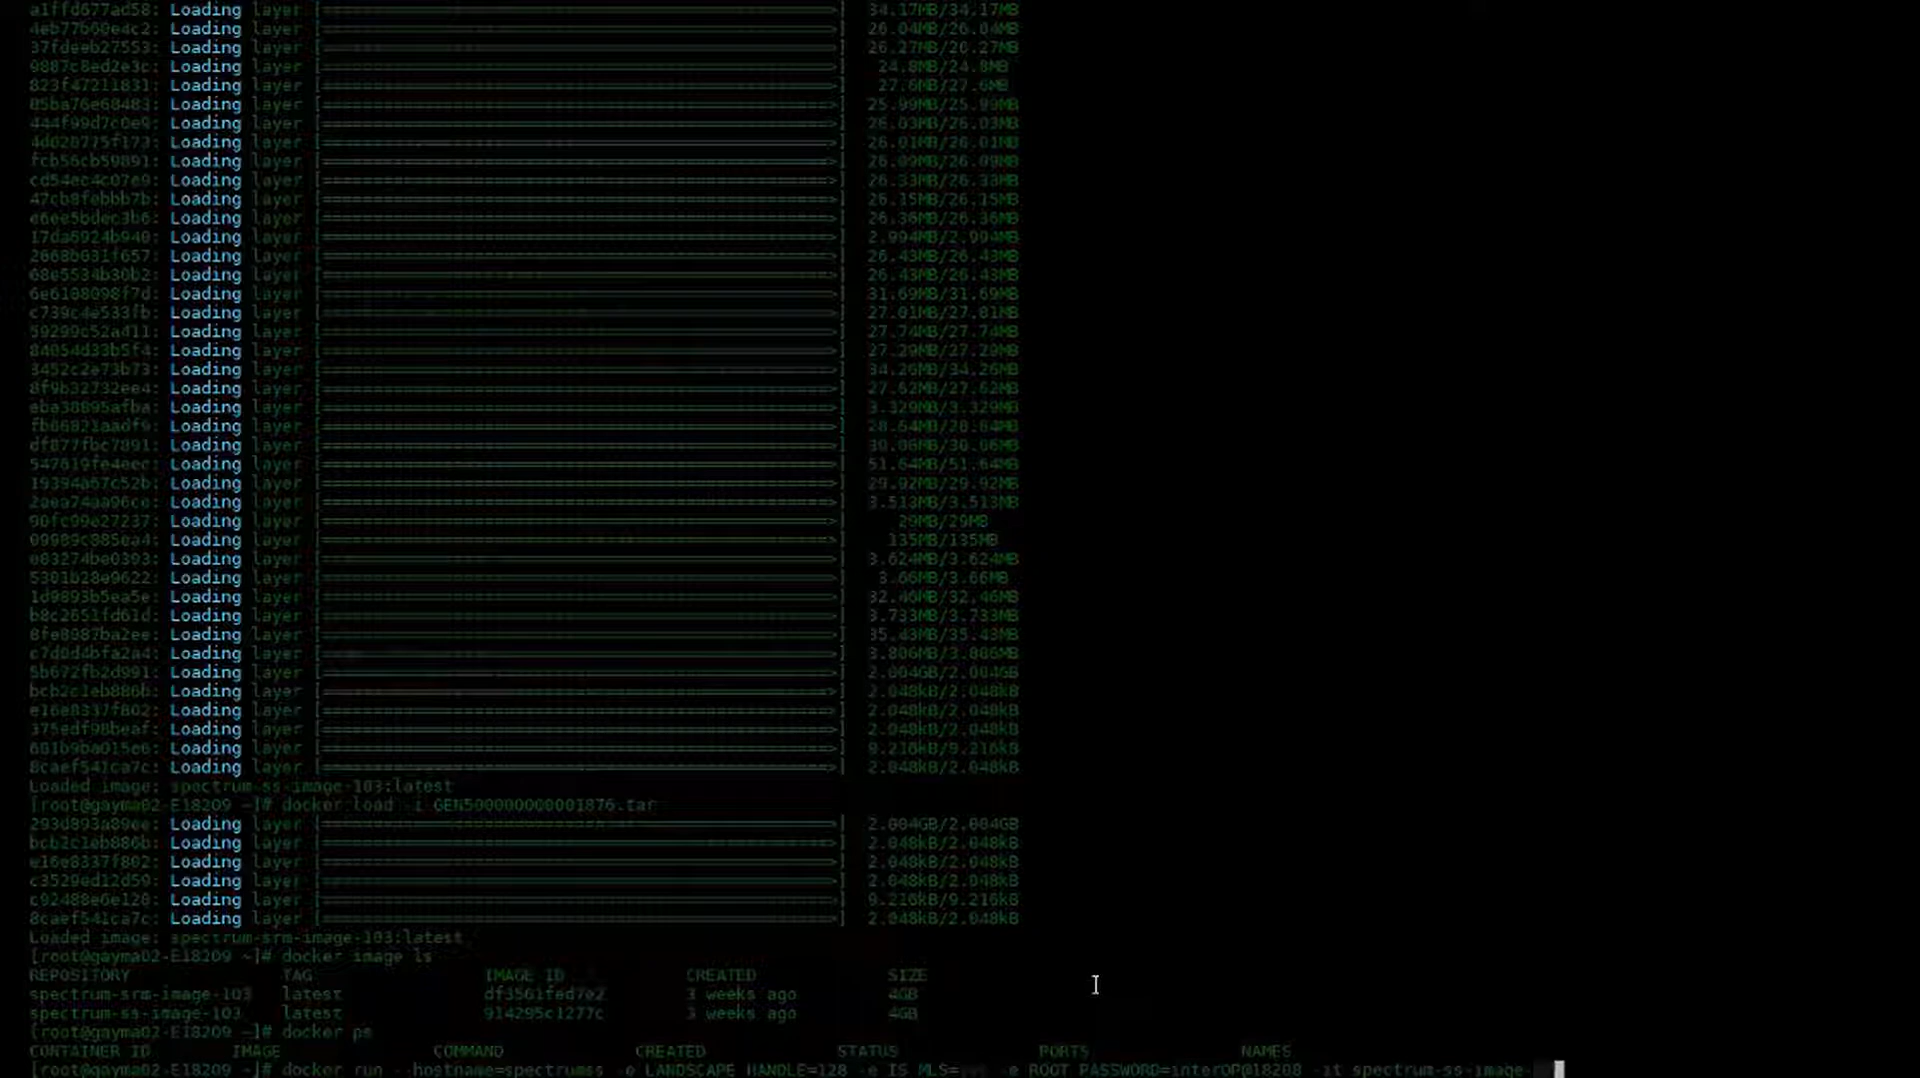 a1ffd677ad58: Loading layer [==================================================>] 34.17MB/34.17MB
4eb77b60e4c2: Loading layer [==================================================>] 26.04MB/26.04MB
37fdeeb27553: Loading layer [==================================================>] 26.27MB/26.27MB
9887c8ed2e3c: Loading layer [==================================================>] 24.8MB/24.8MB
823f47211831: Loading layer [==================================================>] 27.6MB/27.6MB
85ba76e68483: Loading layer [==================================================>] 25.99MB/25.99MB
444f99d7c0e9: Loading layer [==================================================>] 26.03MB/26.03MB
4d020775f173: Loading layer [==================================================>] 26.01MB/26.01MB
fcb56cb59891: Loading layer [==================================================>] 26.09MB/26.09MB
cd54ec4c07e9: Loading layer [==================================================>] 26.33MB/26.33MB
47cb8febbb7b: Loading layer [==================================================>] 26.15MB/26.15MB
e6ee5bdec3b6: Loading layer [==================================================>] 26.36MB/26.36MB
17da6924b940: Loading layer [==================================================>] 2.994MB/2.994MB
2668b031f657: Loading layer [==================================================>] 26.43MB/26.43MB
68e5534b30b2: Loading layer [==================================================>] 26.43MB/26.43MB
6e6108098f7d: Loading layer [==================================================>] 31.69MB/31.69MB
c739c4e533fb: Loading layer [==================================================>] 27.01MB/27.01MB
59299c52a411: Loading layer [==================================================>] 27.74MB/27.74MB
84054d33b5f4: Loading layer [==================================================>] 27.29MB/27.29MB
3452c2e73b73: Loading layer [==================================================>] 34.26MB/34.26MB
8f9b32732ee4: Loading layer [==================================================>] 27.62MB/27.62MB
eba38895afba: Loading layer [==================================================>] 3.329MB/3.329MB
fb66821aadf9: Loading layer [==================================================>] 28.64MB/28.64MB
df877fbc7891: Loading layer [==================================================>] 30.06MB/30.06MB
547619fe4eec: Loading layer [==================================================>] 51.64MB/51.64MB
19394a67c52b: Loading layer [==================================================>] 29.92MB/29.92MB
2aea74aa96ce: Loading layer [==================================================>] 3.513MB/3.513MB
90fc99e27237: Loading layer [==================================================>] 29MB/29MB
09989c885ea4: Loading layer [==================================================>] 135MB/135MB
e83274be0393: Loading layer [==================================================>] 3.624MB/3.624MB
5301b28e9622: Loading layer [==================================================>] 3.66MB/3.66MB
1d9893b5ea5e: Loading layer [==================================================>] 32.46MB/32.46MB
b8c2651fd61d: Loading layer [==================================================>] 3.733MB/3.733MB
8fe8987ba2ee: Loading layer [==================================================>] 35.43MB/35.43MB
c7d0d4bfa2a4: Loading layer [==================================================>] 3.806MB/3.806MB
5b672fb2d991: Loading layer [==================================================>] 2.004GB/2.004GB
bcb2c1eb886b: Loading layer [==================================================>] 2.048kB/2.048kB
e16e8337f802: Loading layer [==================================================>] 2.048kB/2.048kB
375edf98beaf: Loading layer [==================================================>] 2.048kB/2.048kB
681b9ba015e6: Loading layer [==================================================>] 9.216kB/9.216kB
8caef541ca7c: Loading layer [==================================================>] 2.048kB/2.048kB
Loaded image: spectrum-ss-image-103:latest
[root@gayma02-E18209 ~]# docker load -i GEN500000000001876.tar
293d893a89ee: Loading layer [==================================================>] 2.004GB/2.004GB
bcb2c1eb886b: Loading layer [==================================================>] 2.048kB/2.048kB
e16e8337f802: Loading layer [==================================================>] 2.048kB/2.048kB
c3529ed12d59: Loading layer [==================================================>] 2.048kB/2.048kB
c92488e6e120: Loading layer [==================================================>] 9.216kB/9.216kB
8caef541ca7c: Loading layer [==================================================>] 2.048kB/2.048kB
Loaded image: spectrum-srm-image-103:latest
[root@gayma02-E18209 ~]# docker image ls
REPOSITORY TAG IMAGE ID CREATED SIZE
spectrum-srm-image-103 latest df3561fed7e2 3 weeks ago 4GB
spectrum-ss-image-103 latest 914295c1277c 3 weeks ago 4GB
[root@gayma02-E18209 ~]# docker ps
CONTAINER ID IMAGE COMMAND CREATED STATUS PORTS NAMES
[root@gayma02-E18209 ~]# docker run --hostname=spectrumss -e LANDSCAPE_HANDLE=128 -e IS_MLS= -e ROOT_PASSWORD=interOP@18208 -it spectrum-ss-image-